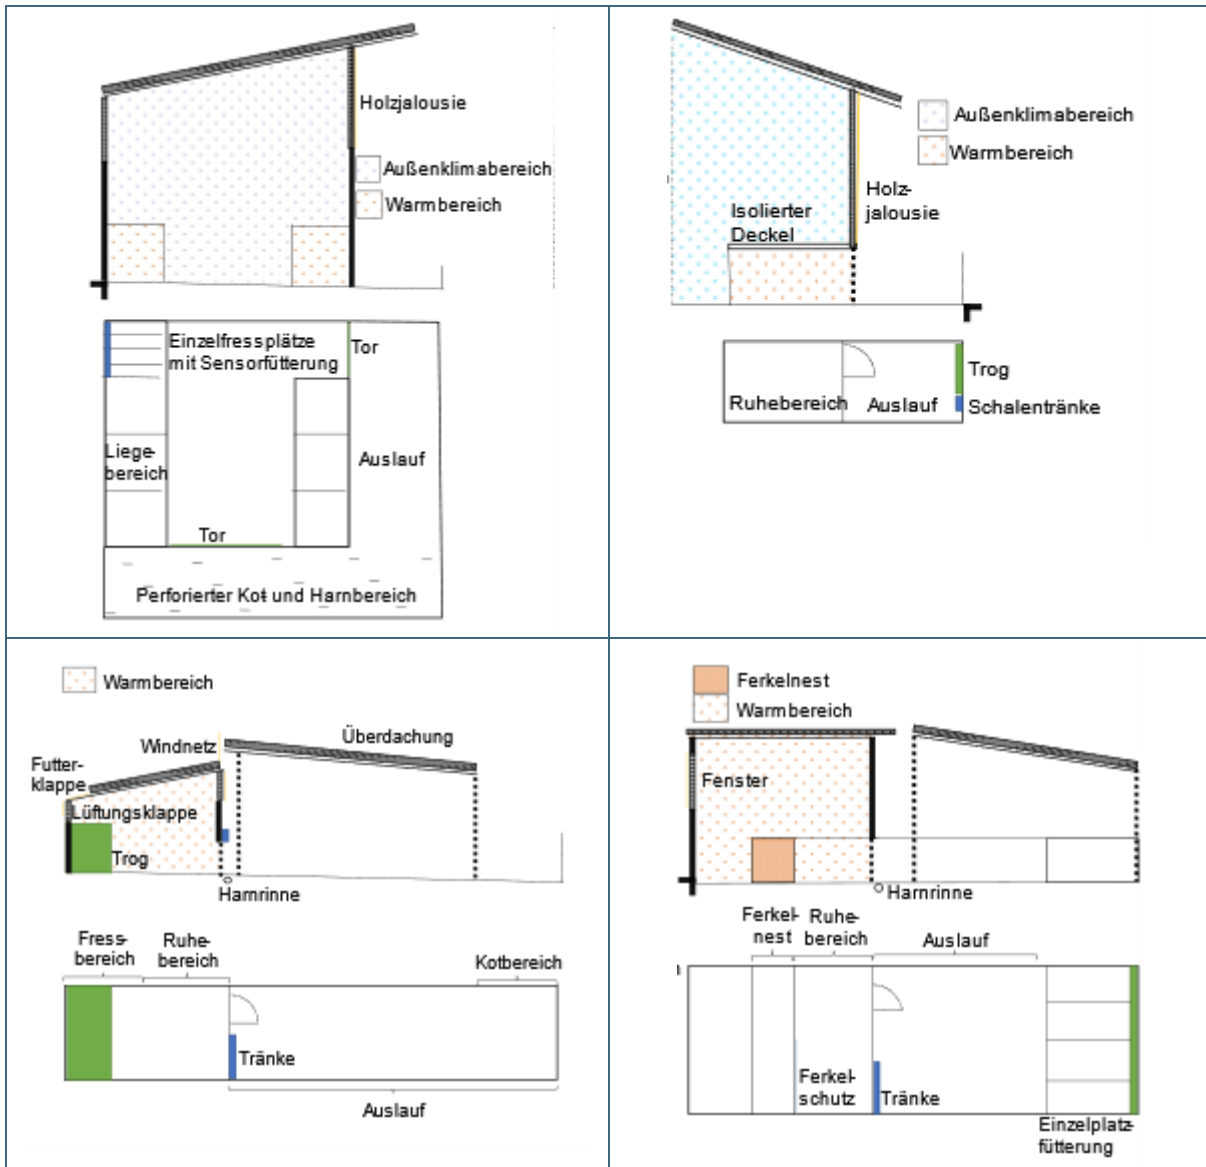 Holzjalousie
Außenklimabereich
Warmbereich
Einzelfressplätze
mit Sensorfütterung
Tor
Liege-
bereich
Auslauf
Tor
Perforierter Kot- und Harnbereich
Außenklimabereich
Warmbereich
Holz-
jalousie
Isolierter
Deckel
Trog
Ruhebereich
Auslauf
Schalentränke
Warmbereich
Überdachung
Windnetz
Futter-
klappe
Lüftungsklappe
Trog
Harnrinne
Fress-
bereich
Ruhe-
bereich
Kotbereich
Tränke
Auslauf
Ferkelnest
Warmbereich
Fenster
Harnrinne
Ferkel-
nest
Ruhe-
bereich
Auslauf
Ferkel-
schutz
Tränke
Einzelplatz-
fütterung